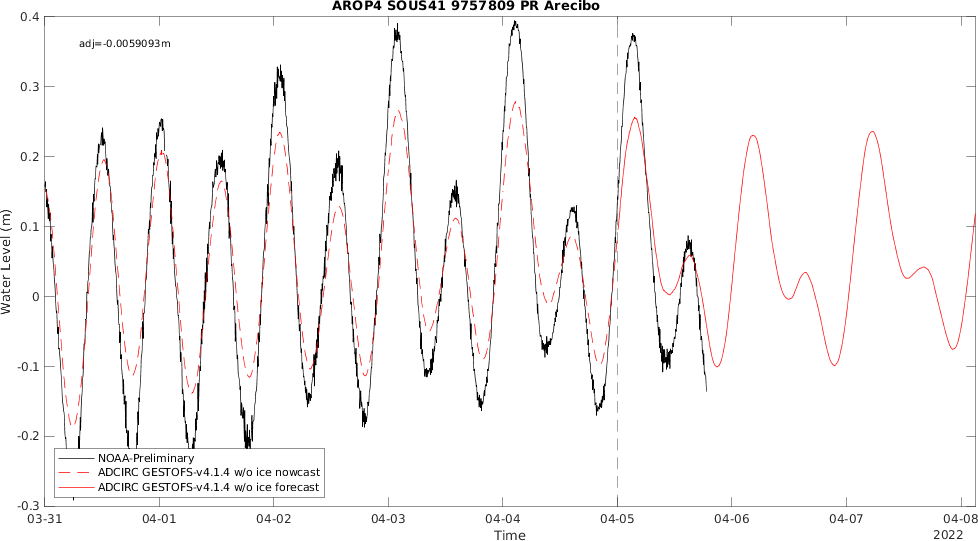 AROP4 SOUS41 9757809 PR Arecibo
adj=-0.0059093m
0.4
0.3
0.2
0.1
0
-0.1
-0.2
-0.3
Water Level (m)
NOAA-Preliminary
ADCIRC GESTOFS-v4.1.4 w/o ice nowcast
ADCIRC GESTOFS-v4.1.4 w/o ice forecast
03-31 04-01 04-02 04-03 04-04 04-05 04-06 04-07 04-08
Time
2022